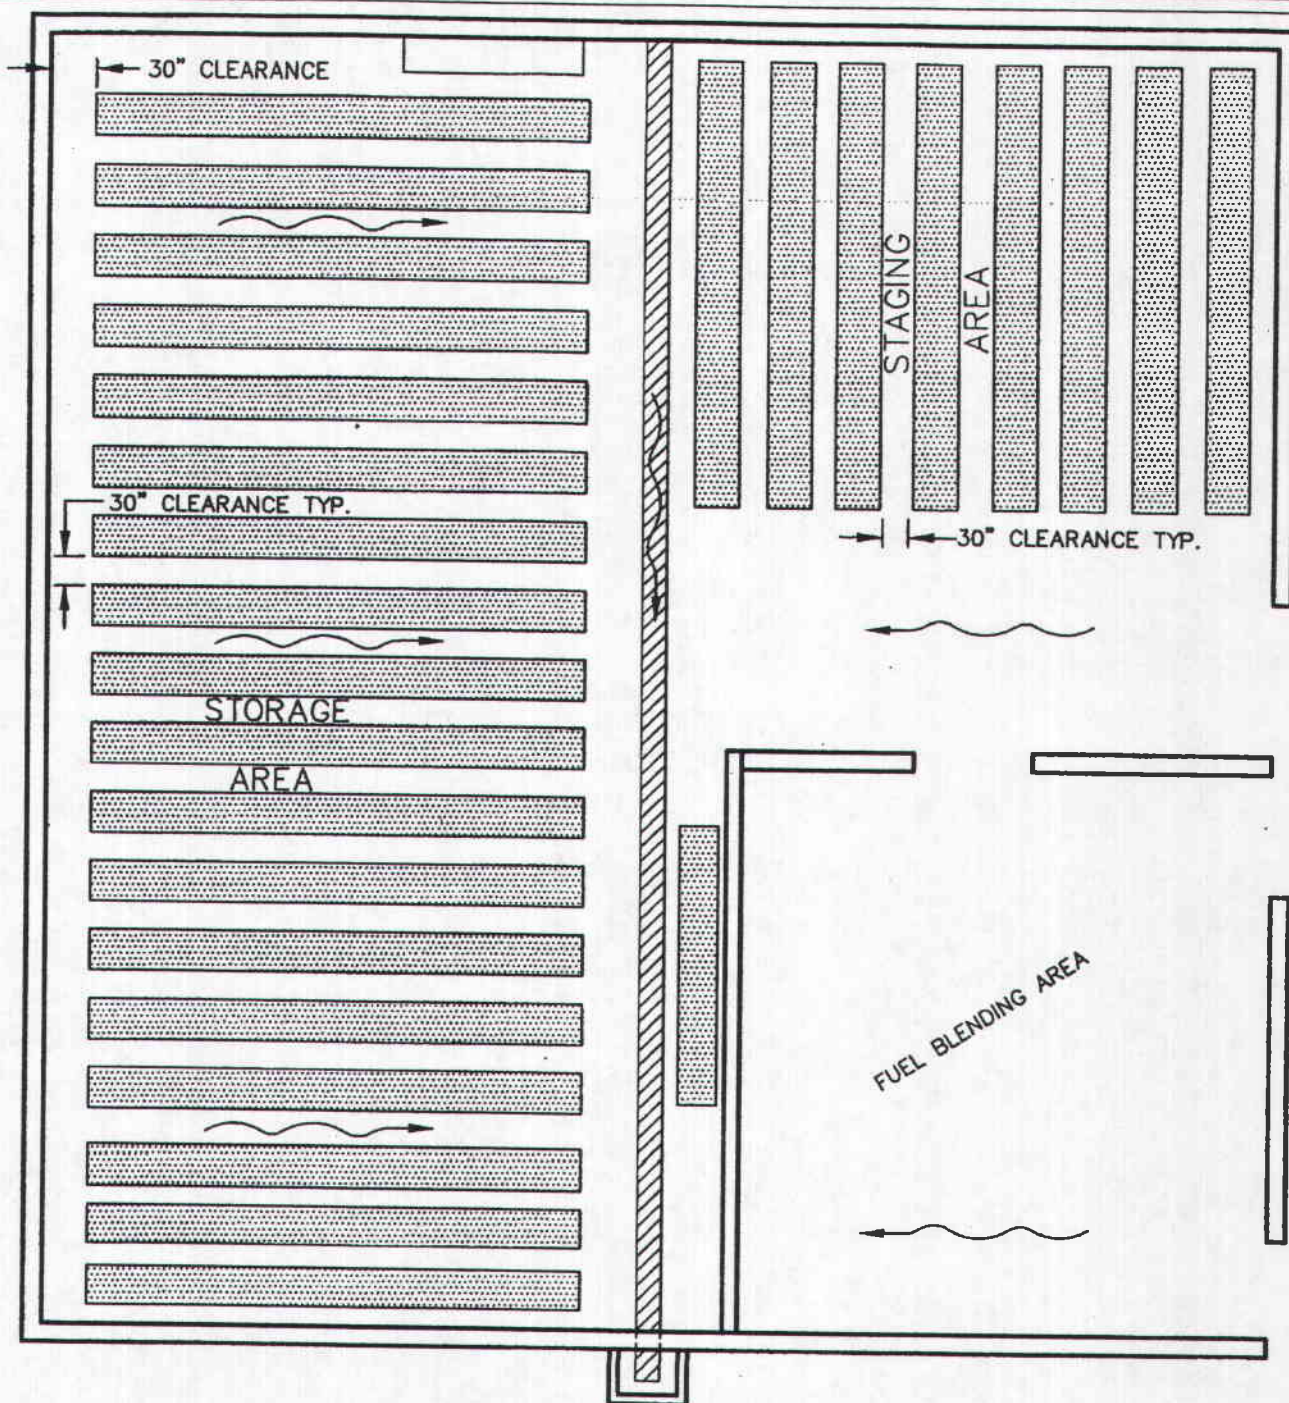 30" CLEARANCE
STAGING
AREA
30" CLEARANCE TYP.
30" CLEARANCE TYP.
STORAGE
AREA
FUEL BLENDING AREA